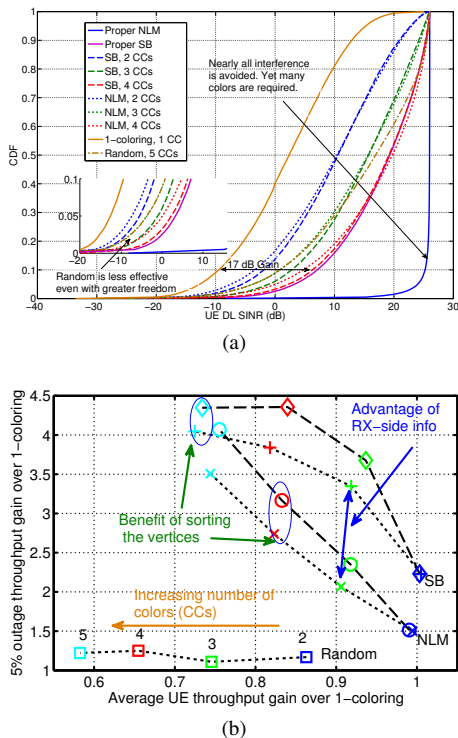 1
0.9
0.8
0.7
0.6
0.5
0.4
0.3
0.2
0.1
0
CDF
Proper NLM
Proper SB
SB, 2 CCs
SB, 3 CCs
SB, 4 CCs
NLM, 2 CCs
NLM, 3 CCs
NLM, 4 CCs
1−coloring, 1 CC
Random, 5 CCs
Nearly all interference
is avoided. Yet many
colors are required.
0.1
0.05
0
−20
−10
0
10
Random is less effective
even with greater freedom
17 dB Gain
−40
−30
−20
−10
0
10
20
30
UE DL SINR (dB)
(a)
4.5
4
3.5
3
2.5
2
1.5
1
5% outage throughput gain over 1−coloring
Advantage of
RX−side info
Benefit of sorting
the vertices
Increasing number of
colors (CCs)
SB
NLM
5
4
3
2
Random
0.6
0.7
0.8
0.9
1
Average UE throughput gain over 1−coloring
(b)